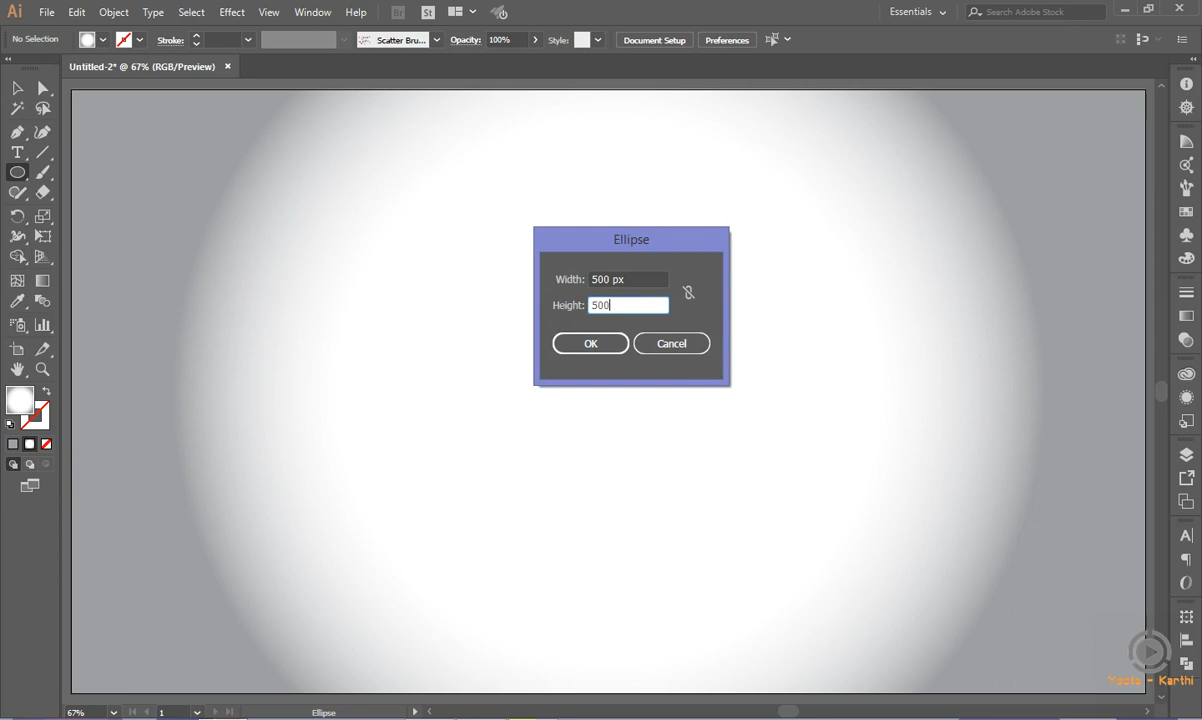 Ai File Edit Object Type Select Effect View Window Help Br St Essentials Search Adobe Stock
No Selection Stroke: Scatter Bru... Opacity: 100% Style: Document Setup Preferences
Untitled-2* @ 67% (RGB/Preview)
Ellipse
Width: 500 px
Height: 500
OK Cancel
Yosta - Karthi
67% 1 Ellipse